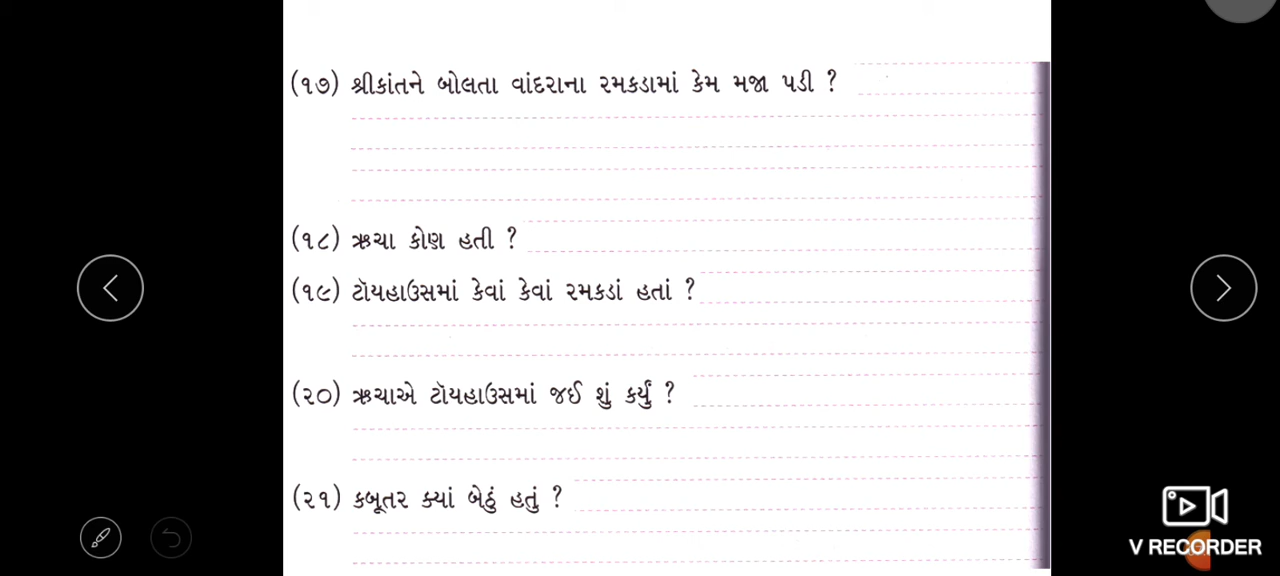 (૧૭) શ્રીકાંતને બોલતા વાંદરાના રમકડામાં કેમ મજા પડી ?
(૧૮) ઋચા કોણ હતી ?
(૧૯) ટૉયહાઉસમાં કેવાં કેવાં રમકડાં હતાં ?
(૨૦) ઋચાએ ટૉયહાઉસમાં જઈ શું કર્યું ?
(૨૧) કબૂતર ક્યાં બેઠું હતું ?
V RECORDER